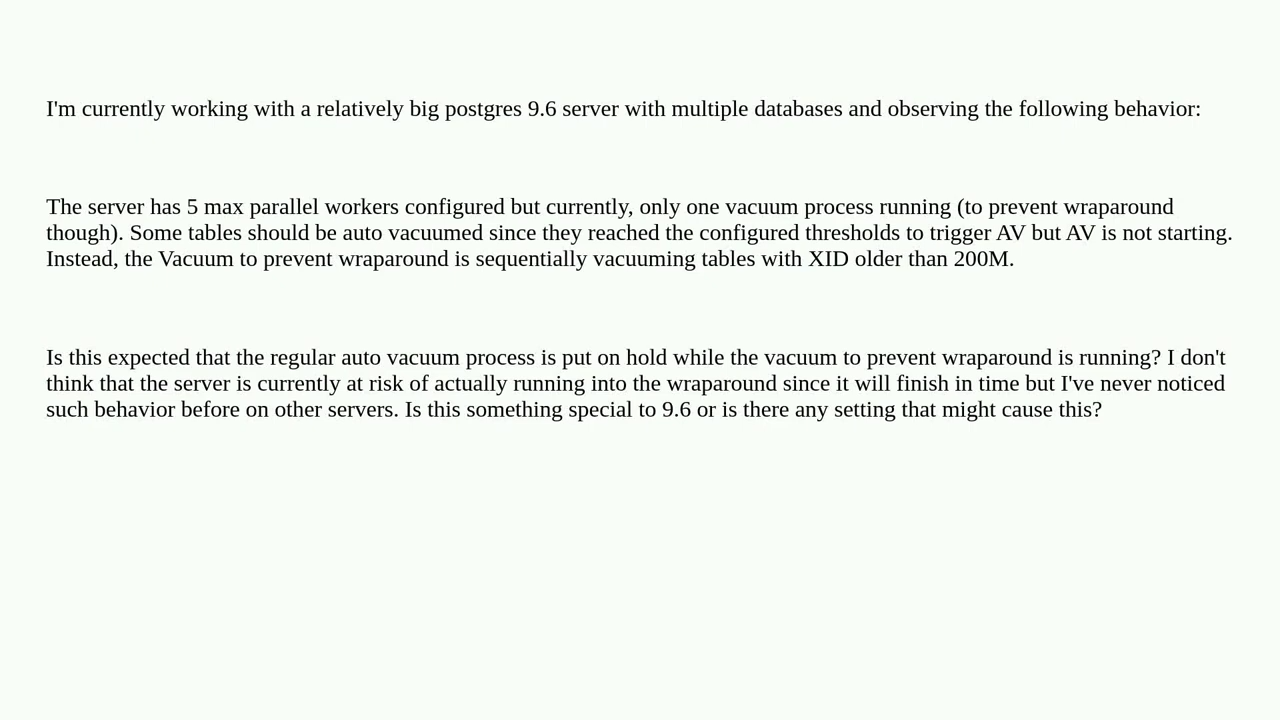 I'm currently working with a relatively big postgres 9.6 server with multiple databases and observing the following behavior:
The server has 5 max parallel workers configured but currently, only one vacuum process running (to prevent wraparound
though). Some tables should be auto vacuumed since they reached the configured thresholds to trigger AV but AV is not starting.
Instead, the Vacuum to prevent wraparound is sequentially vacuuming tables with XID older than 200M.
Is this expected that the regular auto vacuum process is put on hold while the vacuum to prevent wraparound is running? I don't
think that the server is currently at risk of actually running into the wraparound since it will finish in time but I've never noticed
such behavior before on other servers. Is this something special to 9.6 or is there any setting that might cause this?